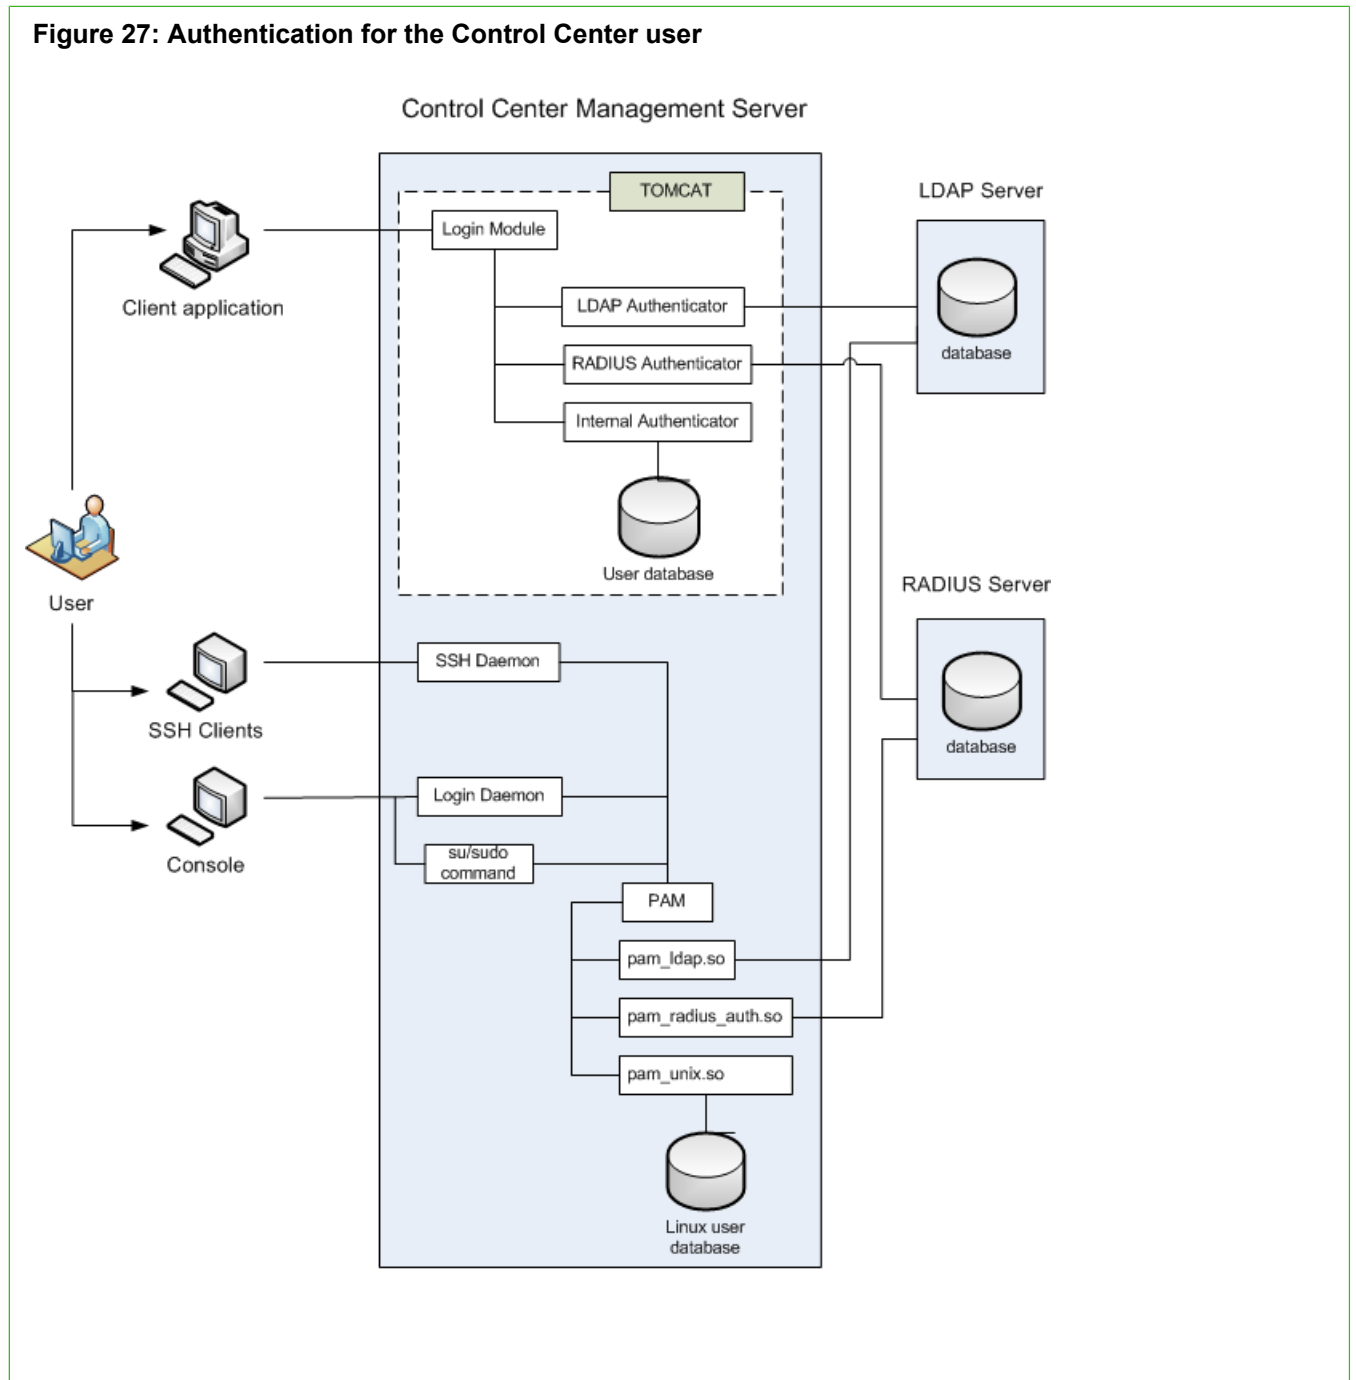 Figure 27: Authentication for the Control Center user
Control Center Management Server
TOMCAT
LDAP Server
Login Module
Client application
LDAP Authenticator
database
RADIUS Authenticator
Internal Authenticator
User database
User
RADIUS Server
SSH Daemon
SSH Clients
database
Login Daemon
Console
su/sudo
command
PAM
pam_ldap.so
pam_radius_auth.so
pam_unix.so
Linux user
database